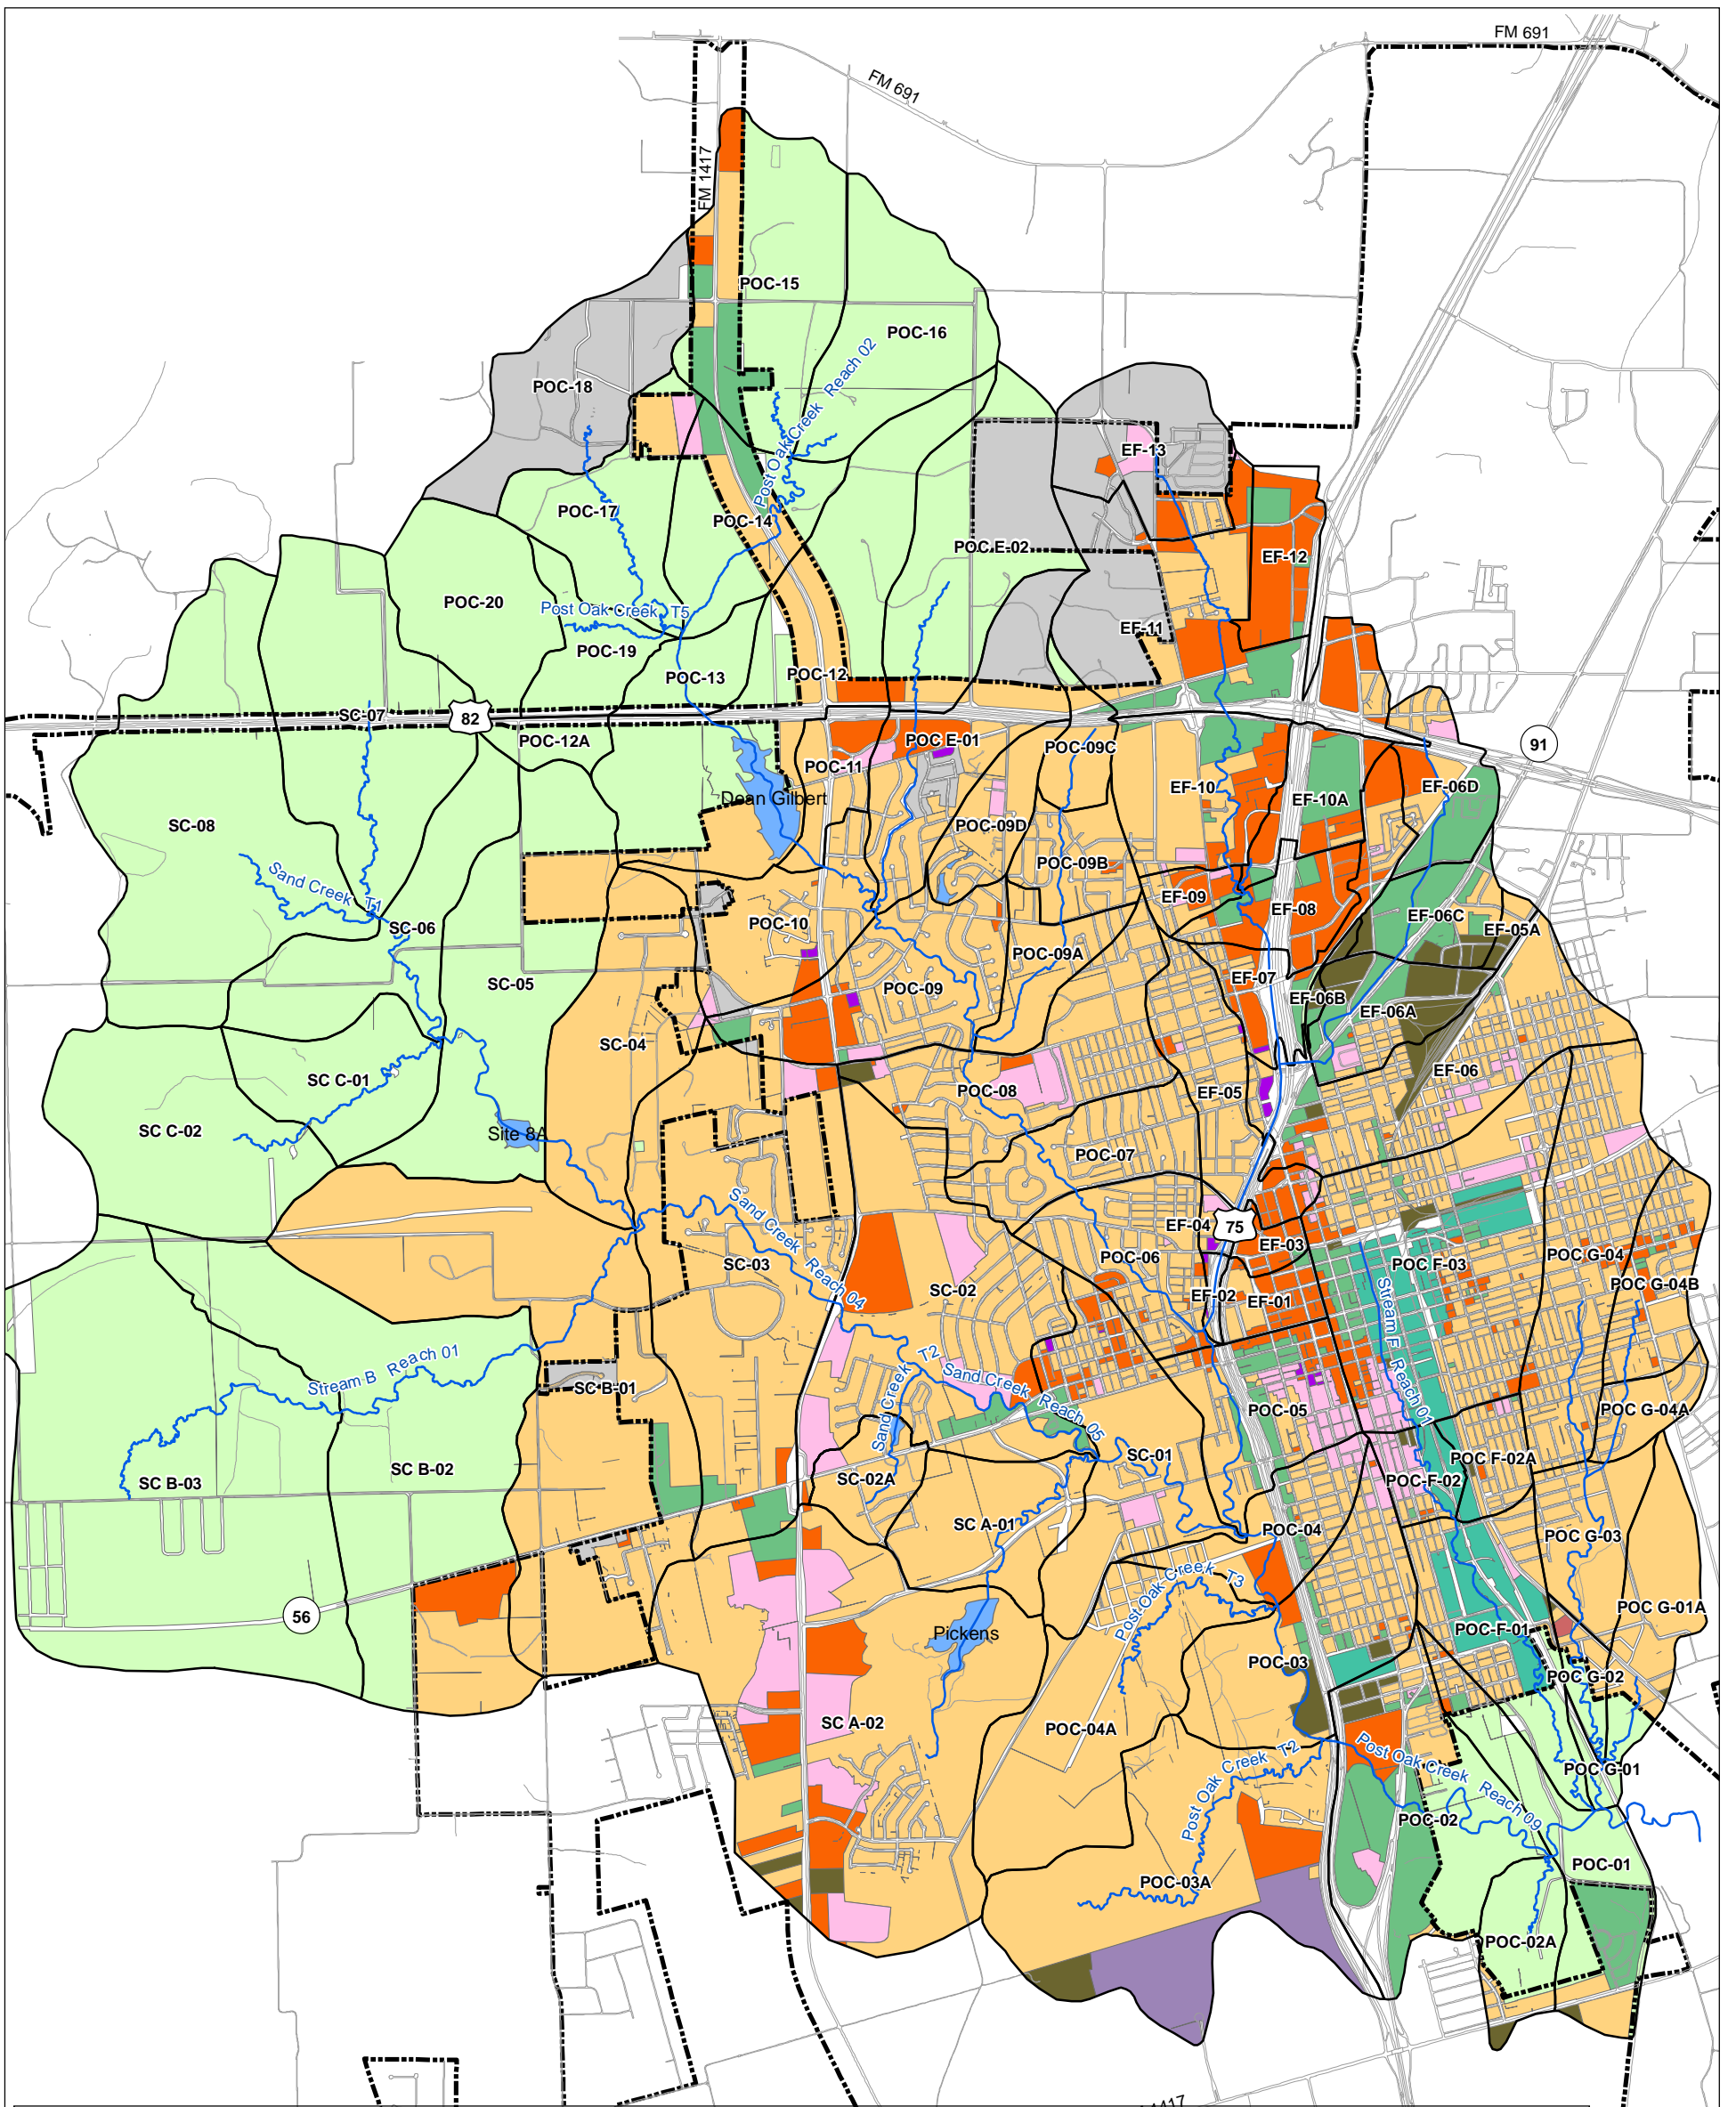 FM 691
FM 691
FM 1417
POC-15
POC-16
Post Oak Creek Reach 02
POC-18
EF-13
POC-17
POC-14
POC E-02
EF-12
POC-20
Post Oak Creek T5
EF-11
POC-19
POC-13
POC-12
SC-07
82
POC-12A
POC E-01
POC-09C
91
POC-11
EF-10
EF-10A
EF-06D
Dean Gilbert
SC-08
POC-09D
POC-09B
Sand Creek T1
EF-09
EF-08
SC-06
POC-10
EF-06C
EF-05A
POC-09A
SC-05
POC-09
EF-07
EF-06B
EF-06A
SC-04
SC C-01
POC-08
EF-05
EF-06
SC C-02
Site 8A
POC-07
Sand Creek Reach 04
EF-04
75
EF-03
POC-06
POC F-03
POC G-04
SC-03
SC-02
POC G-04B
EF-02
EF-01
Stream F Reach 01
Stream B Reach 01
Sand Creek T2
Sand Creek Reach 05
SC B-01
POC-05
POC G-04A
SC-01
SC B-03
SC B-02
SC-02A
POC-F-02
POC F-02A
SC A-01
POC-04
POC G-03
Post Oak Creek T3
56
POC G-01A
Pickens
POC-F-01
POC-03
POC G-02
SC A-02
POC-04A
Post Oak Creek T2
Post Oak Creek Reach 09
POC G-01
POC-02
POC-01
POC-03A
POC-02A